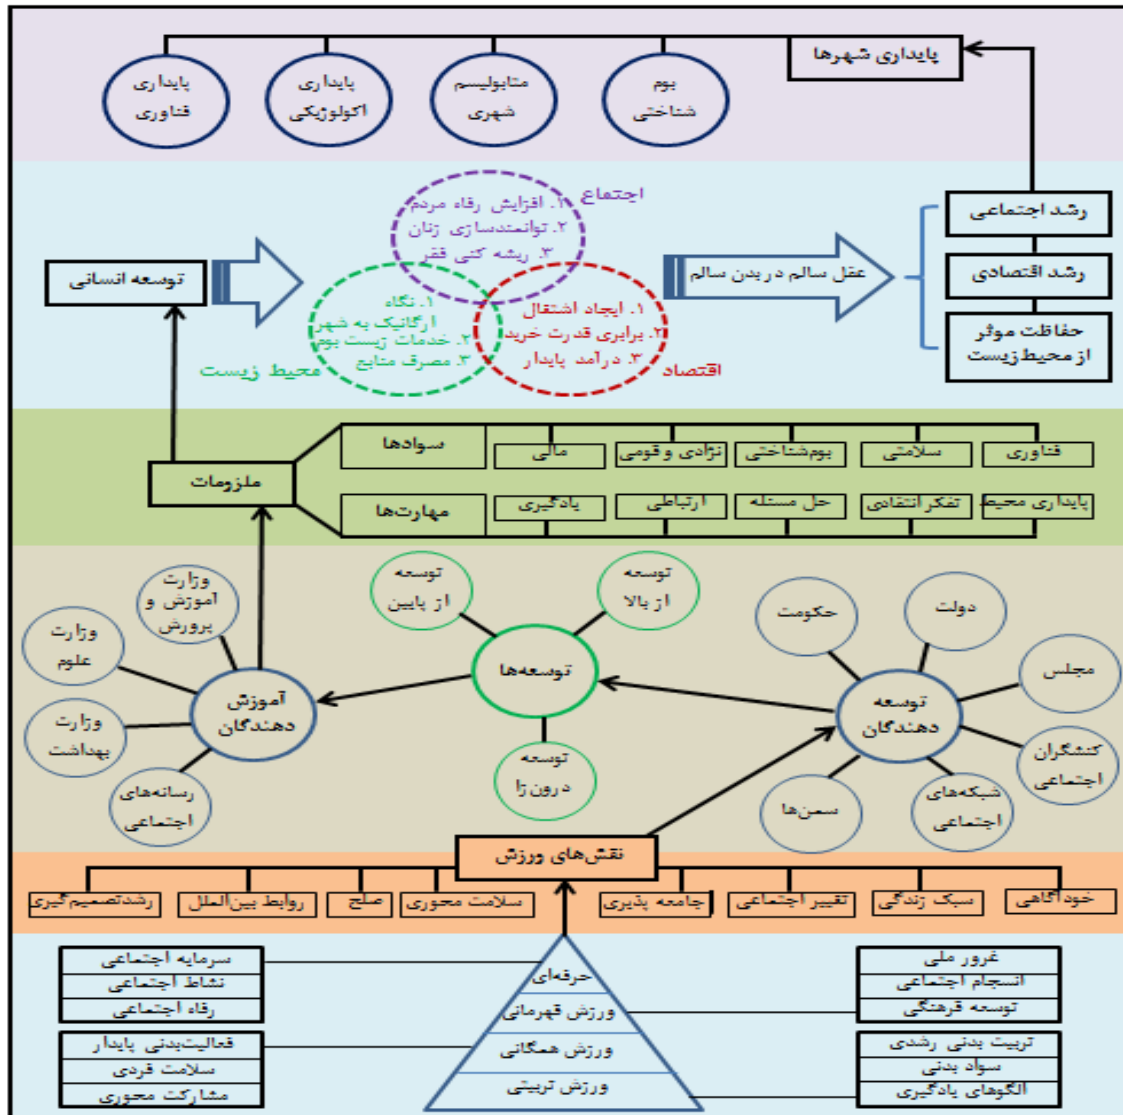 پایداری شهرها
بوم
شناختی
متابولیسم
شهری
پایداری
اکولوژیکی
پایداری
فناوری
اجتماع
۱. افزایش رفاه مردم
۲. توانمندسازی زنان
۳. ریشه کنی فقر
۱. ایجاد اشتقال
۲. برابری قدرت خرید
۳. درآمد پایدار
اقتصاد
۱. نگاه
ارگانیک به شهر
۲. خدمات زیست بوم
۳. مصرف منابع
محیط زیست
توسعه انسانی
عقل سالم در بدن سالم
رشد اجتماعی
رشد اقتصادی
حفاظت موثر
از محیط‌زیست
ملزومات
سوادها
مالی
نژادی و قومی
بوم‌شناختی
سلامتی
فناوری
مهارت‌ها
یادگیری
ارتباطی
حل مسئله
تفکر انتقادی
پایداری محیط
توسعه
دهندگان
حکومت
دولت
مجلس
کنشگران
اجتماعی
شبکه‌های
اجتماعی
سمن‌ها
توسعه‌ها
توسعه
از بالا
توسعه
از پایین
توسعه
درون‌زا
آموزش
دهندگان
وزارت
آموزش و
پرورش
وزارت
علوم
وزارت
بهداشت
رسانه‌های
اجتماعی
نقش‌های ورزش
خودآگاهی
سبک زندگی
تغییر اجتماعی
جامعه پذیری
سلامت محوری
صلح
روابط بین‌الملل
رشدتصمیم‌گیری
حرفه‌ای
ورزش قهرمانی
ورزش همگانی
ورزش تربیتی
غرور ملی
انسجام اجتماعی
توسعه فرهنگی
تربیت بدنی رشدی
سواد بدنی
الگوهای یادگیری
سرمایه اجتماعی
نشاط اجتماعی
رفاه اجتماعی
فعالیت‌بدنی پایدار
سلامت فردی
مشارکت محوری